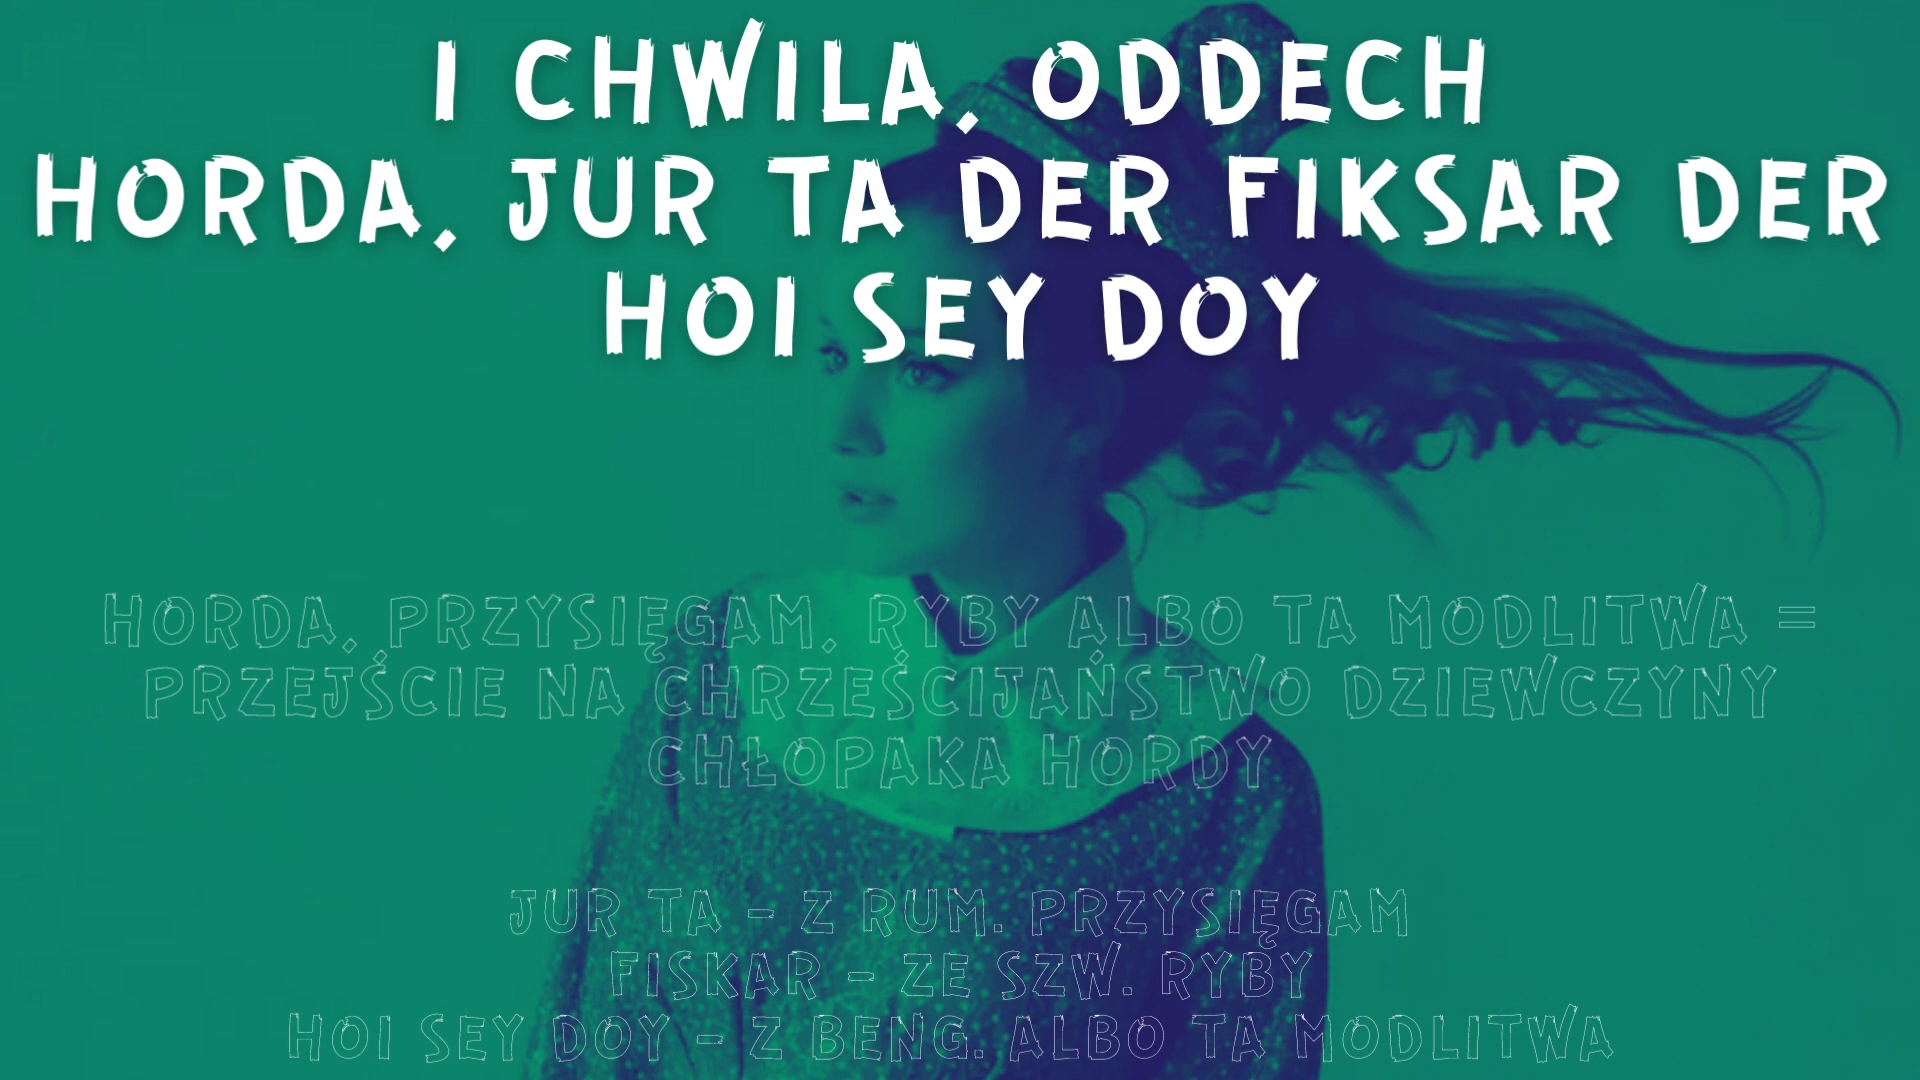 I CHWILA, ODDECH
HORDA, JUR TA DER FIKSAR DER
HOI SEY DOY
HORDA, PRZYSIĘGAM, RYBY ALBO TA MODLITWA =
PRZEJŚCIE NA CHRZEŚCIJAŃSTWO DZIEWCZYNY
CHŁOPAKA HORDY
JUR TA - Z RUM. PRZYSIĘGAM
FISKAR - ZE SZW. RYBY
HOI SEY DOY - Z BENG. ALBO TA MODLITWA